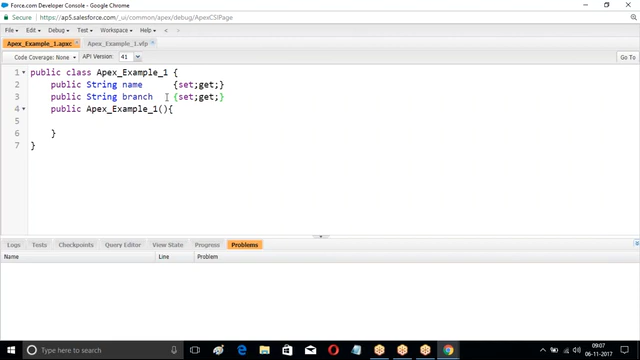 Force.com Developer Console - Google Chrome
Secure https://ap5.salesforce.com/_ui/common/apex/debug/ApexCSIPage
File Edit Debug Test Workspace Help < >
Apex_Example_1.apxc Apex_Example_1.vfp
Code Coverage: None API Version: 41 Go To
1 public class Apex_Example_1 {
2 public String name {set;get;}
3 public String branch {set;get;}
4 public Apex_Example_1(){
5
6 }
7 }
Logs Tests Checkpoints Query Editor View State Progress Problems
Name Line Problem
Type here to search
09:07
06-11-2017